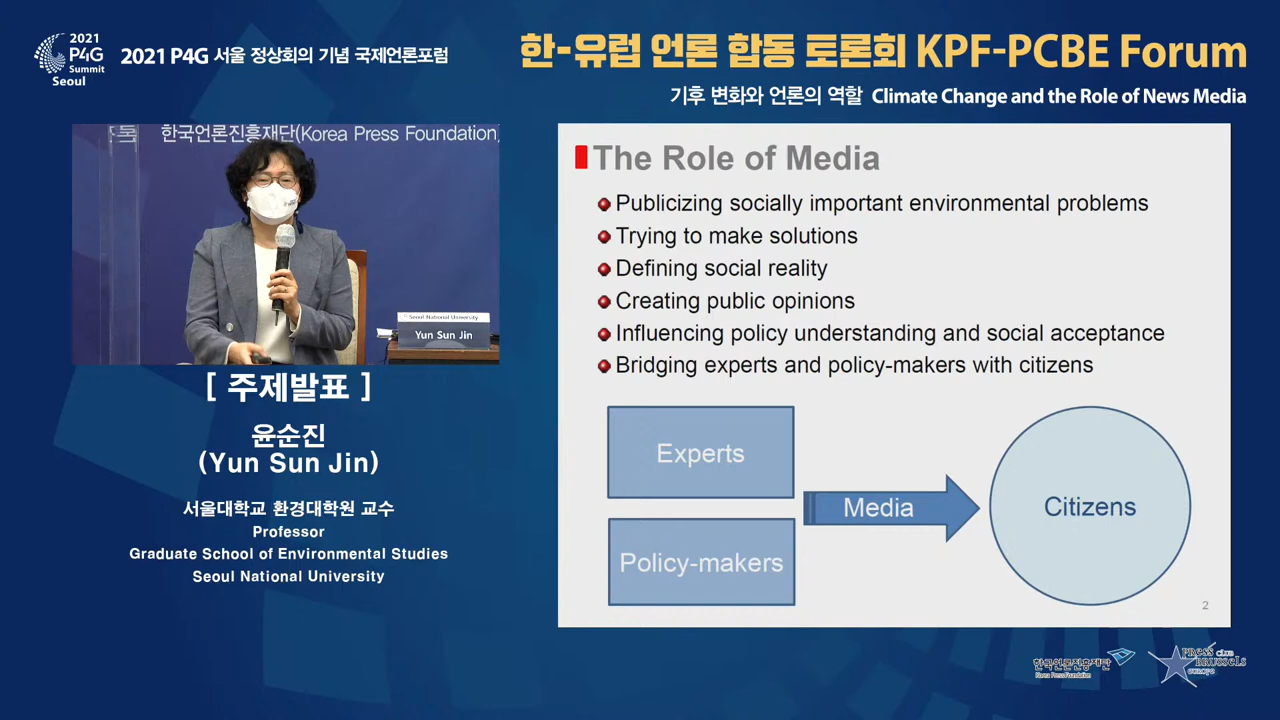 2021
P4G
Summit
Seoul
2021 P4G 서울 정상회의 기념 국제언론포럼
한-유럽 언론 합동 토론회 KPF-PCBE Forum
기후 변화와 언론의 역할 Climate Change and the Role of News Media
한국언론진흥재단(Korea Press Foundation
Seoul National University
Yun Sun Jin
[ 주제발표 ]
윤순진
(Yun Sun Jin)
서울대학교 환경대학원 교수
Professor
Graduate School of Environmental Studies
Seoul National University
The Role of Media
Publicizing socially important environmental problems
Trying to make solutions
Defining social reality
Creating public opinions
Influencing policy understanding and social acceptance
Bridging experts and policy-makers with citizens
Experts
Policy-makers
Media
Citizens
2
한국언론진흥재단
Korea Press Foundation
PRESS club
BRUSSELS
europe